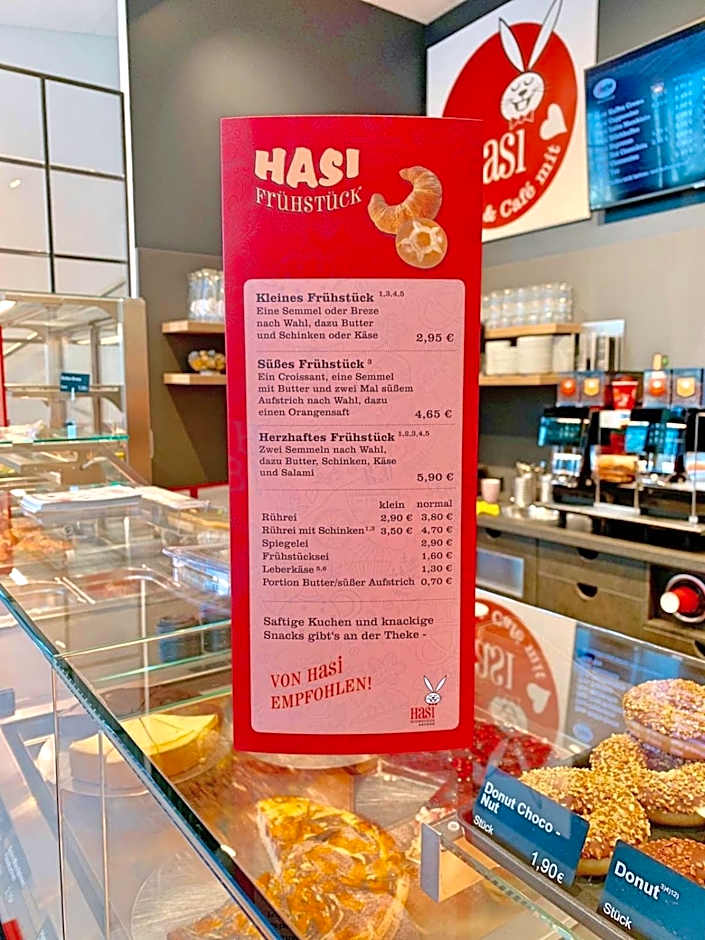 HASI
FRÜHSTÜCK
Kleines Frühstück 1,3,4,5
Eine Semmel oder Breze
nach Wahl, dazu Butter
und Schinken oder Käse 2,95 €
Süßes Frühstück 3
Ein Croissant, eine Semmel
mit Butter und zwei Mal süßem
Aufstrich nach Wahl, dazu
einen Orangensaft 4,65 €
Herzhaftes Frühstück 1,2,3,4,5
Zwei Semmeln nach Wahl,
dazu Butter, Schinken, Käse
und Salami 5,90 €
klein normal
Rührei 2,90 € 3,80 €
Rührei mit Schinken 1,3 3,50 € 4,70 €
Spiegelei 2,90 €
Frühstücksei 1,60 €
Leberkäse 5,6 1,30 €
Portion Butter/süßer Aufstrich 0,70 €
Saftige Kuchen und knackige
Snacks gibt's an der Theke -
VON HASI
EMPFOHLEN!
HASI
asi
& Café mit
Donut Choco -
Nut
Stück
1,90€
Donut
Stück